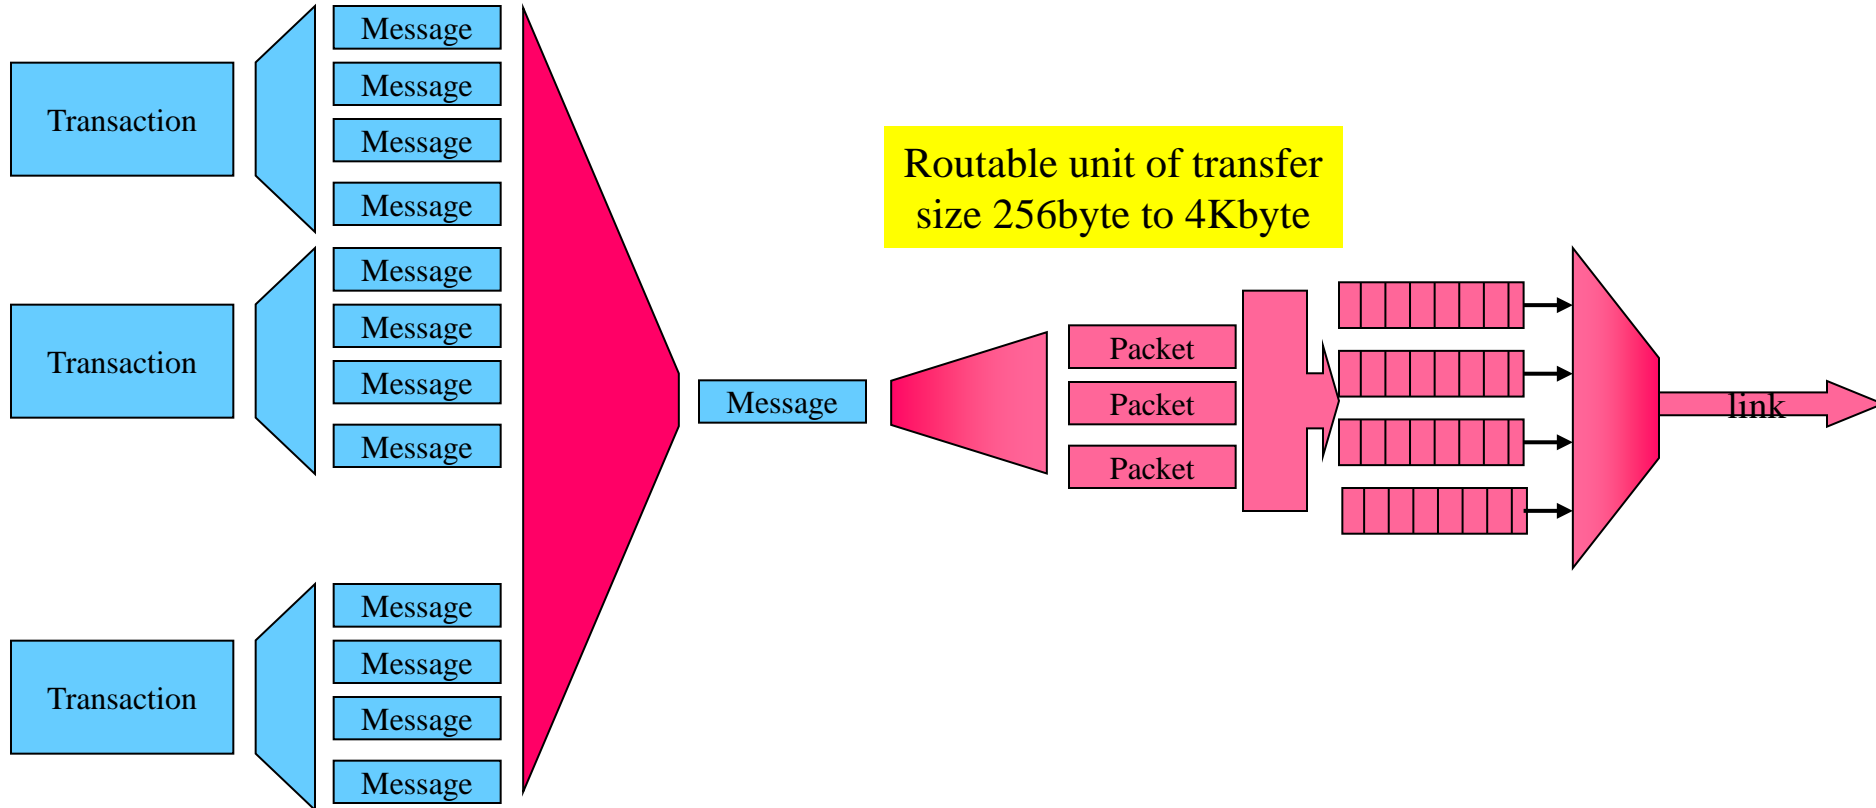 Transaction
Message
Message
Message
Message
Transaction
Message
Message
Message
Message
Transaction
Message
Message
Message
Message
Message
Routable unit of transfer
size 256byte to 4Kbyte
Packet
Packet
Packet
link